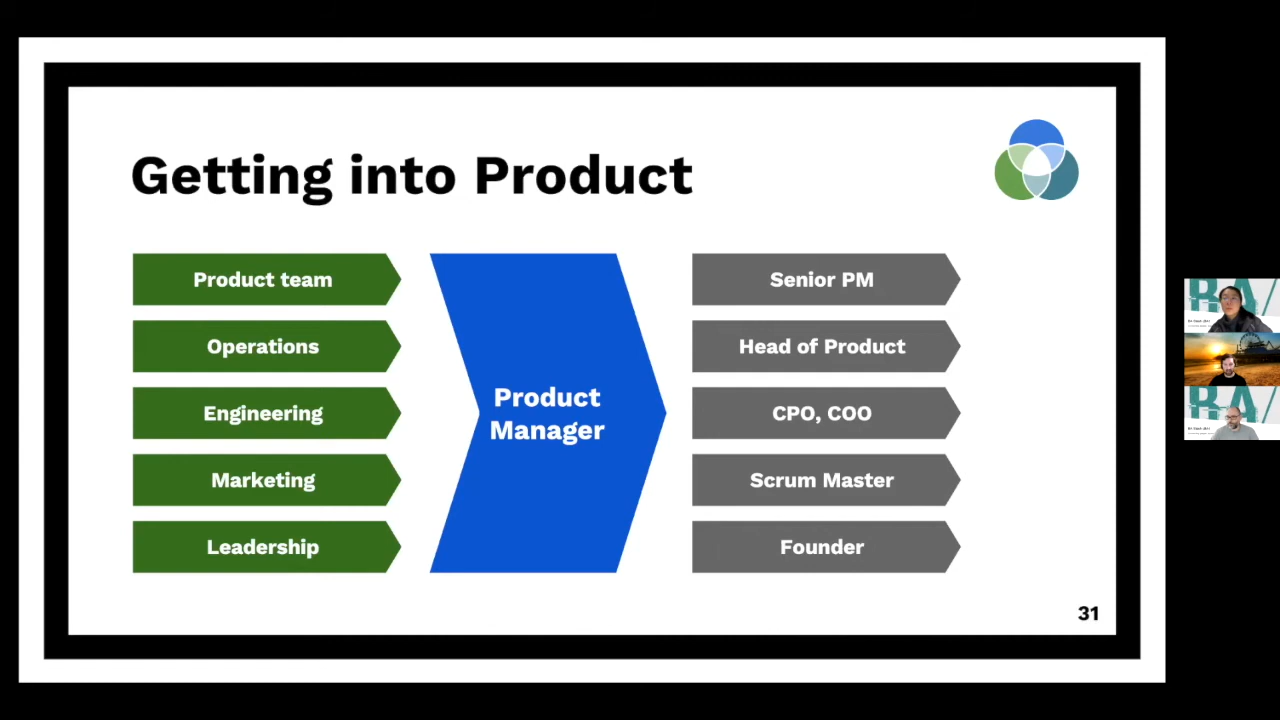 Getting into Product
Product team
Operations
Engineering
Marketing
Leadership
Product
Manager
Senior PM
Head of Product
CPO, COO
Scrum Master
Founder
31